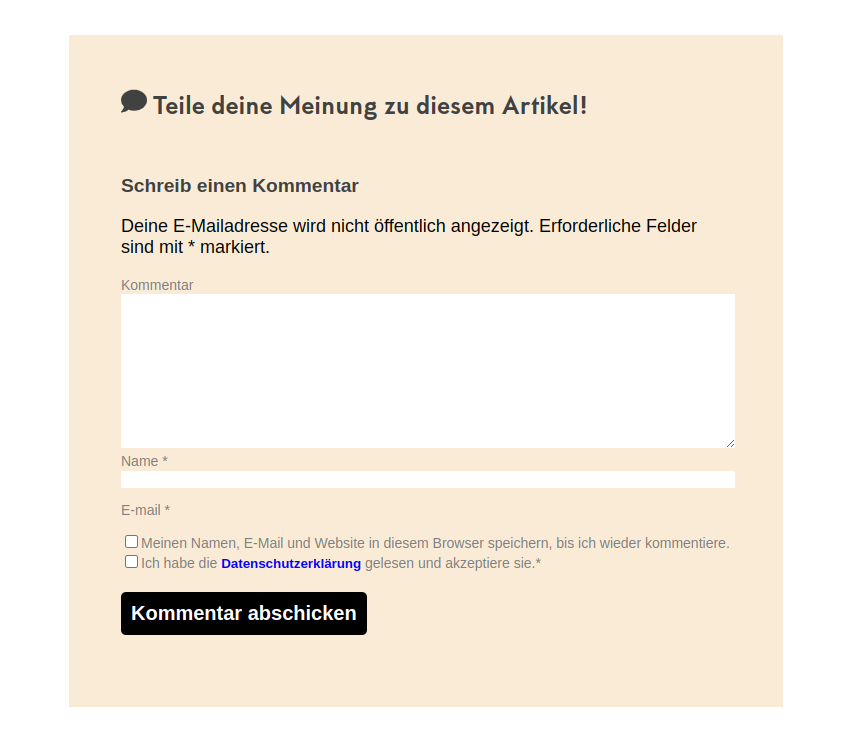 Teile deine Meinung zu diesem Artikel!
Schreib einen Kommentar
Deine E-Mailadresse wird nicht öffentlich angezeigt. Erforderliche Felder
sind mit * markiert.
Kommentar
Name *
E-mail *
Meinen Namen, E-Mail und Website in diesem Browser speichern, bis ich wieder kommentiere.
Ich habe die Datenschutzerklärung gelesen und akzeptiere sie.*
Kommentar abschicken